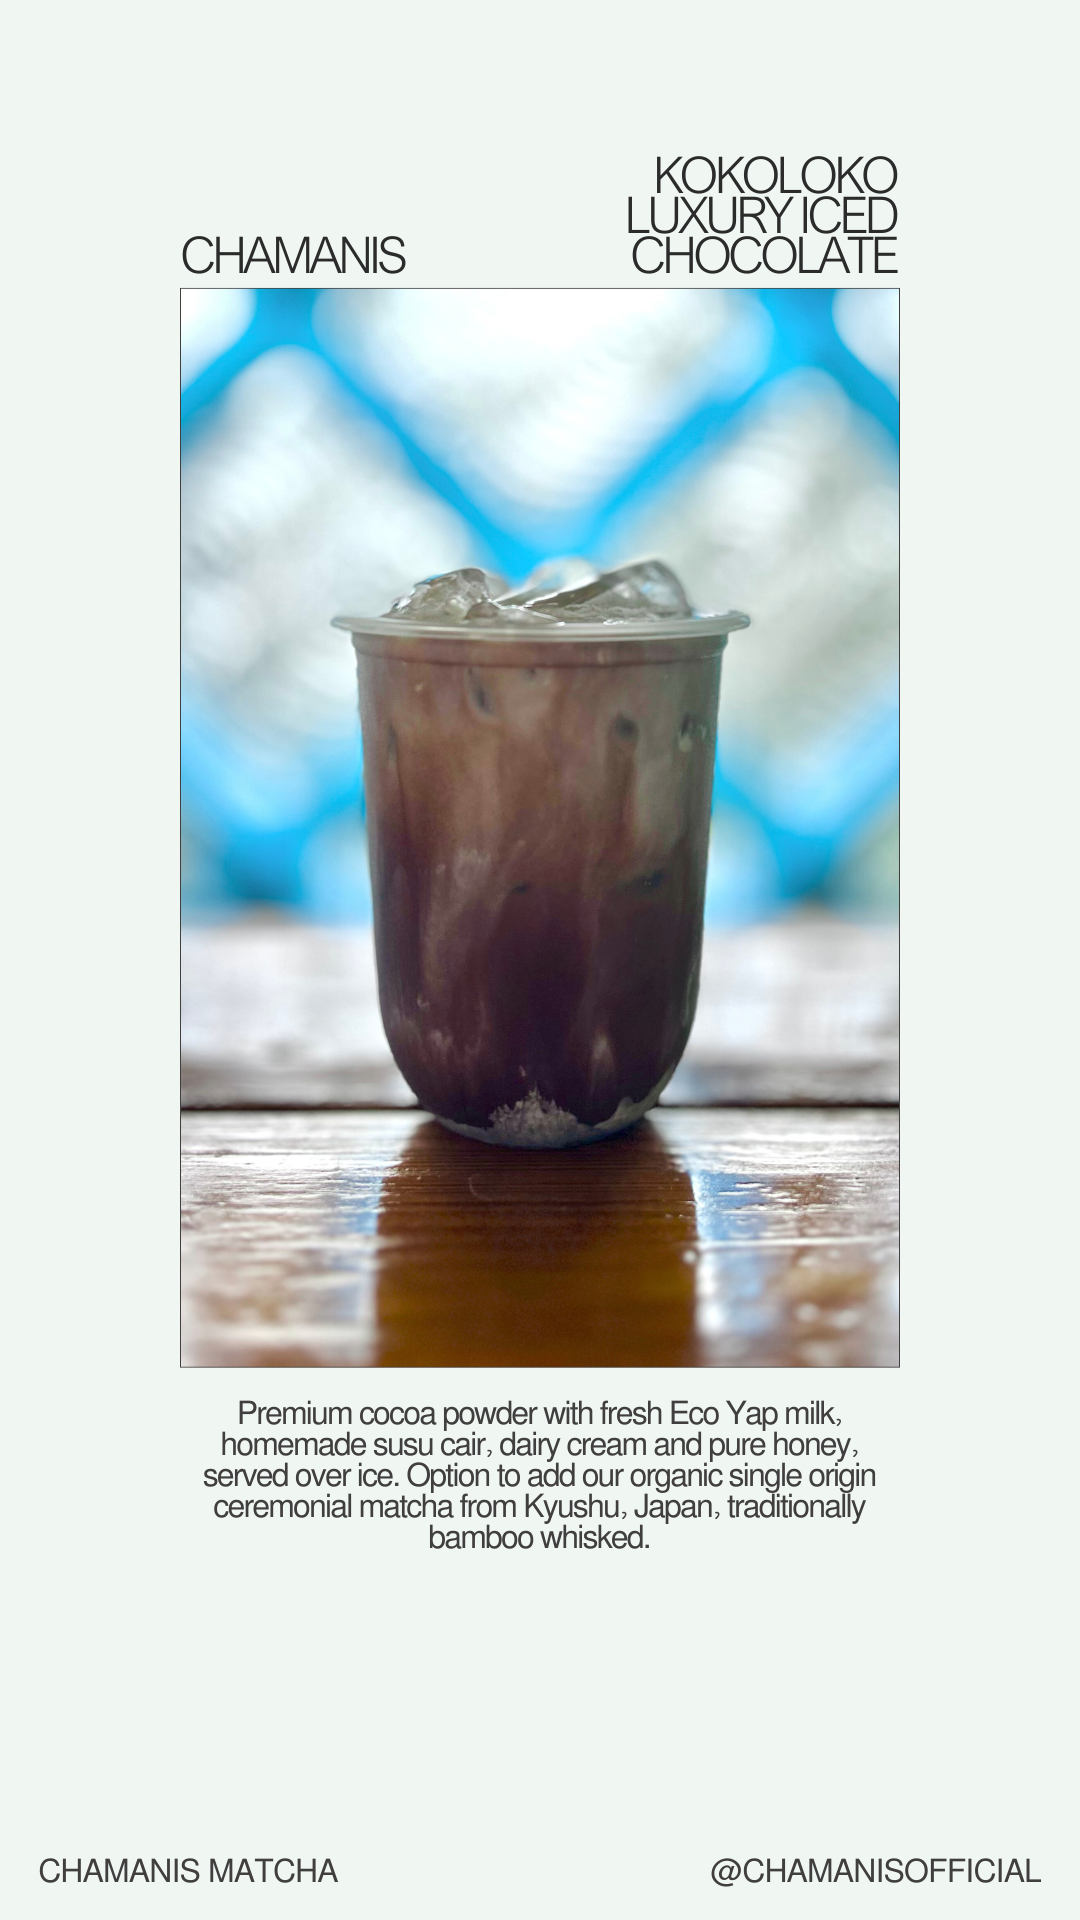 CHAMANIS
KOKOLOKO
LUXURY ICED
CHOCOLATE
Premium cocoa powder with fresh Eco Yap milk,
homemade susu cair, dairy cream and pure honey,
served over ice. Option to add our organic single origin
ceremonial matcha from Kyushu, Japan, traditionally
bamboo whisked.
CHAMANIS MATCHA
@CHAMANISOFFICIAL